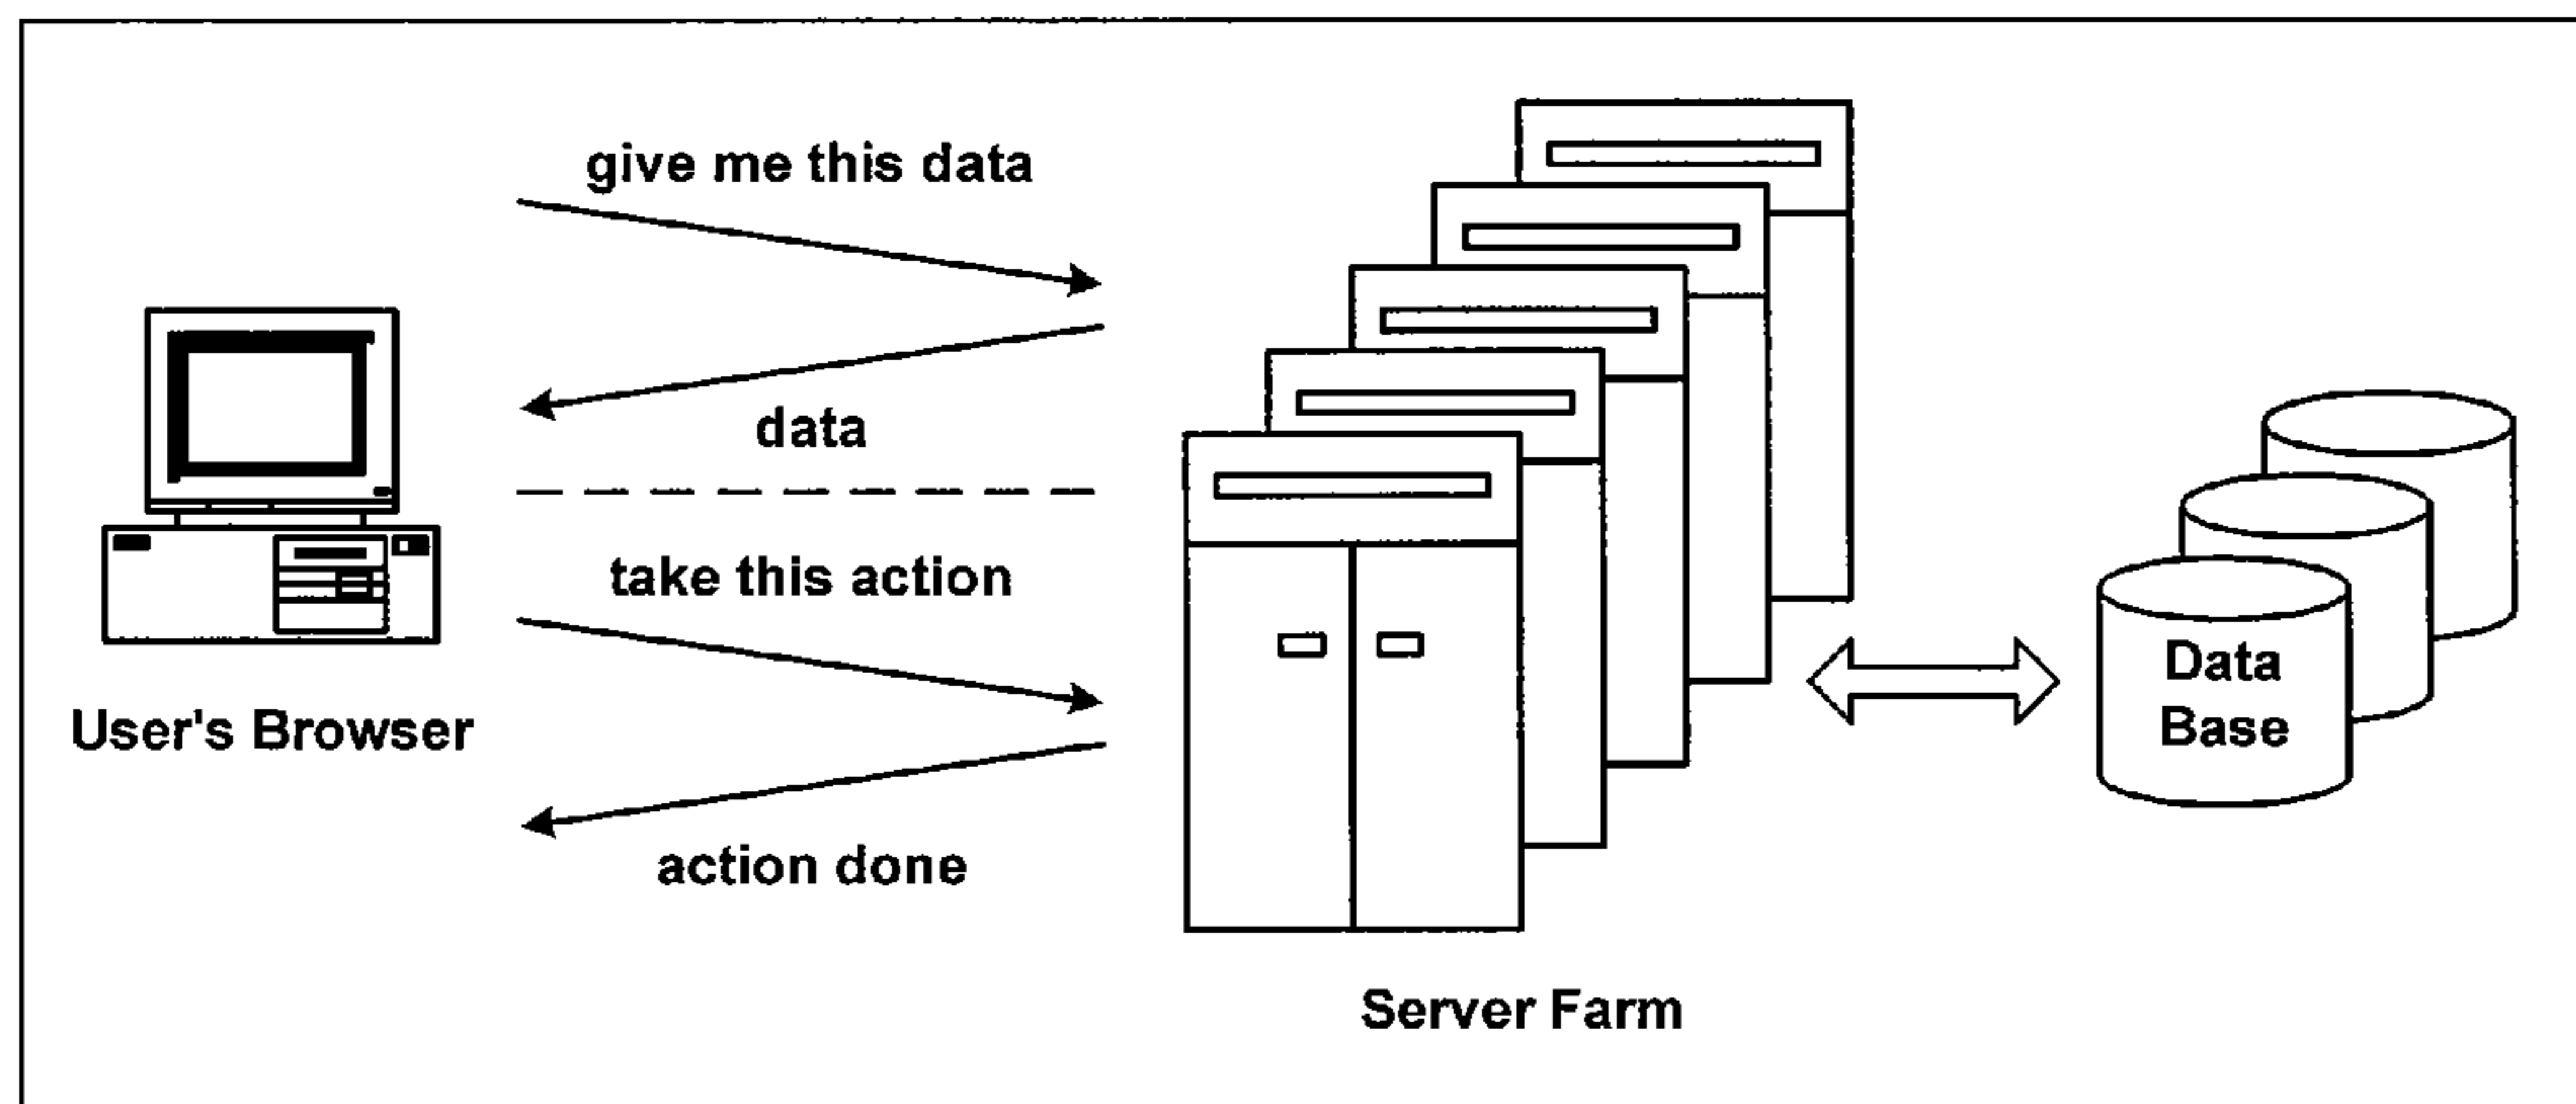 give me this data
data
take this action
User's Browser
action done
Data
Base
Server Farm